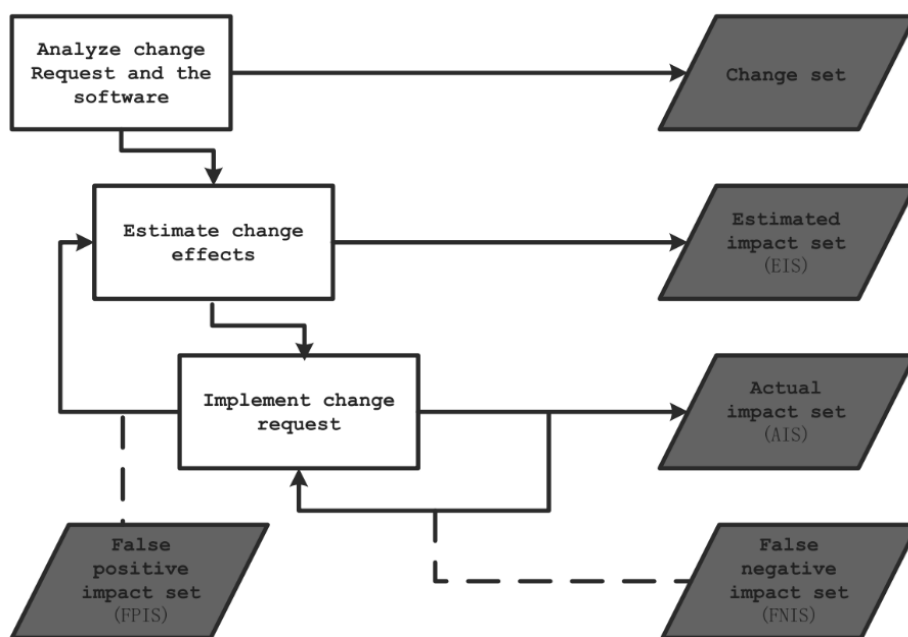 Analyze change
Request and the
software
Change set
Estimate change
effects
Estimated
impact set
(EIS)
Implement change
request
Actual
impact set
(AIS)
False
positive
impact set
(FPIS)
False
negative
impact set
(FNIS)